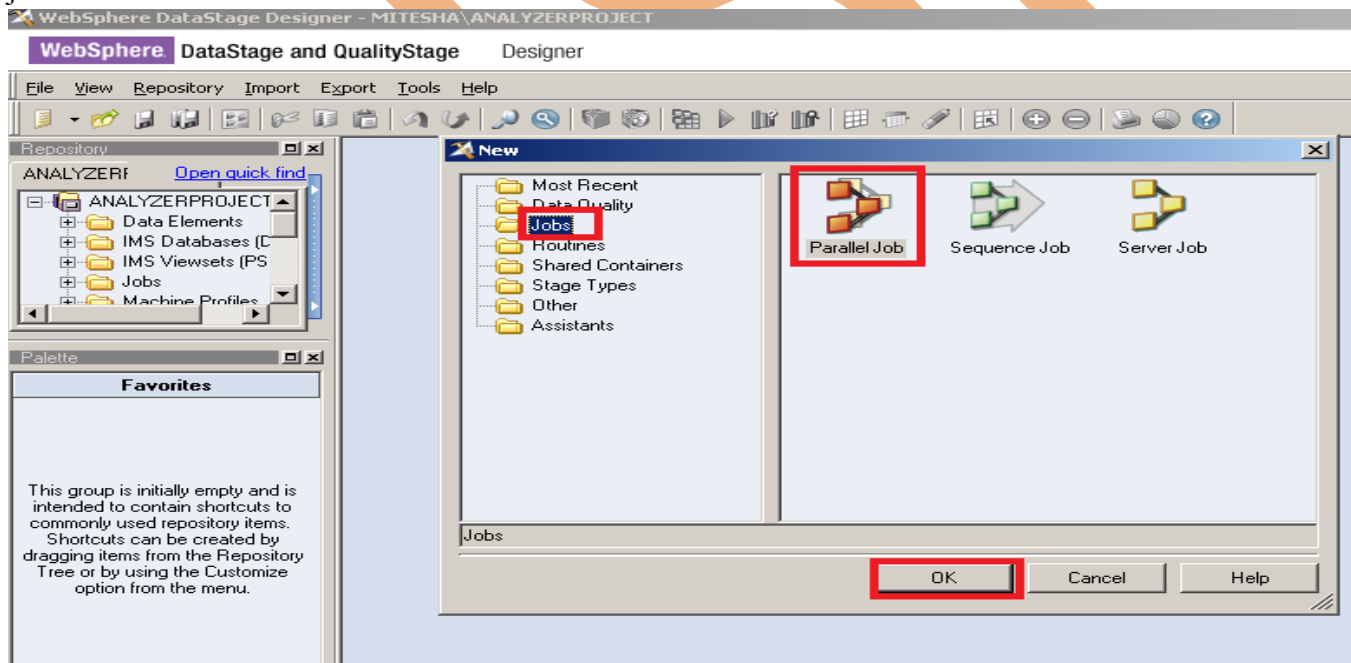 WebSphere DataStage Designer - MITESHA\ANALYZERPROJECT
WebSphere. DataStage and QualityStage Designer
File View Repository Import Export Tools Help
Repository
ANALYZERF Open quick find
ANALYZERPROJECT
Data Elements
IMS Databases (D
IMS Viewsets (PS
Jobs
Machine Profiles
Palette
Favorites
This group is initially empty and is
intended to contain shortcuts to
commonly used repository items.
Shortcuts can be created by
dragging items from the Repository
Tree or by using the Customize
option from the menu.
New
Most Recent
Data Quality
Jobs
Routines
Shared Containers
Stage Types
Other
Assistants
Parallel Job
Sequence Job
Server Job
Jobs
OK Cancel Help